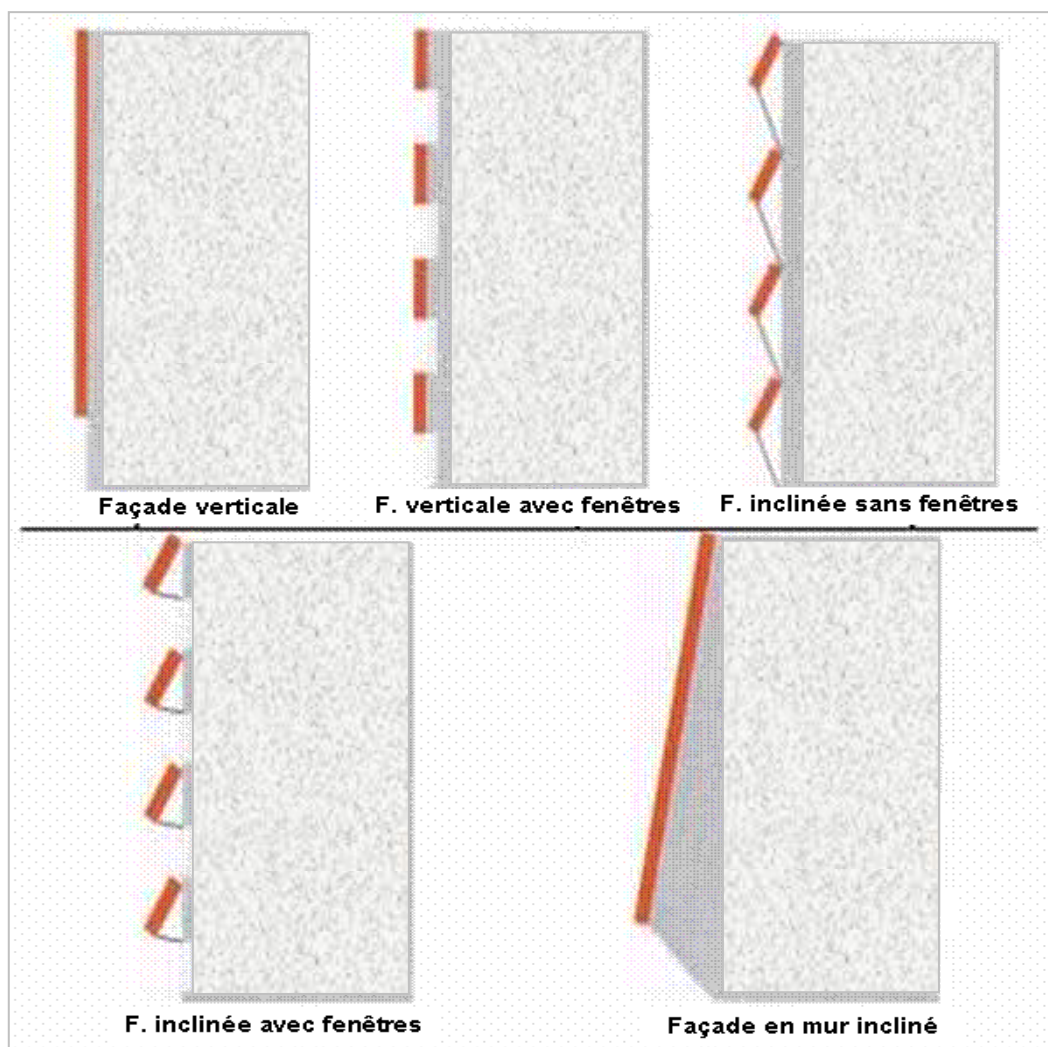 Façade verticale
F. verticale avec fenêtres
F. inclinée sans fenêtres
F. inclinée avec fenêtres
Façade en mur incliné